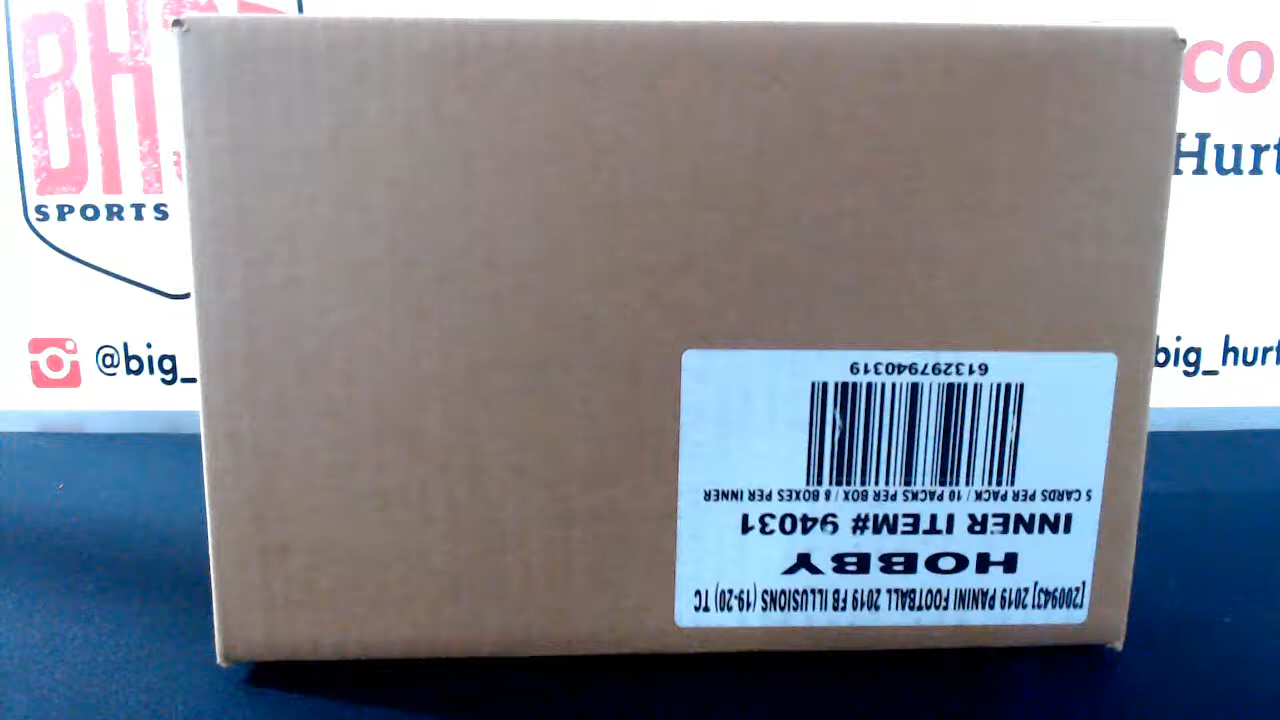 BH
SPORTS
@big_
co
Hurt
big_hurt
[200943] 2019 PANINI FOOTBALL 2019 FB ILLUSIONS (19-20) TC
HOBBY
INNER ITEM# 94031
5 CARDS PER PACK / 10 PACKS PER BOX / 8 BOXES PER INNER
613297940319